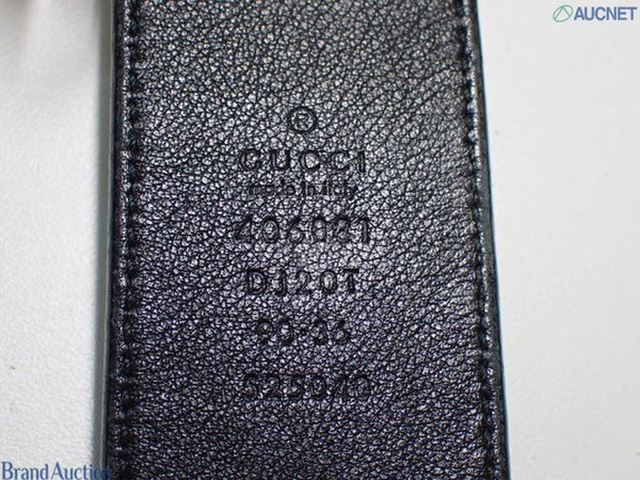 AUCNET
®
GUCCI
made in italy
406831
DJ20T
90·36
525040
Brand Auction